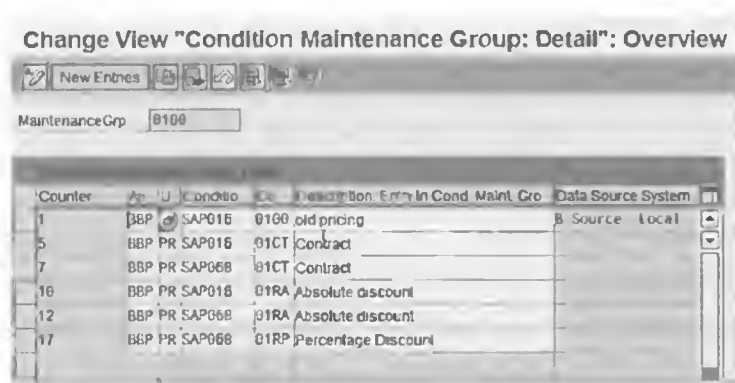 Change View "Condition Maintenance Group: Detail": Overview
New Entries
MaintenanceGrp 0100
Counter Ap U Conditio Co Description, Entry in Cond. Maint. Gro Data Source System
1 BBP SAP016 0100 old pricing B Source local
5 BBP PR SAP016 01CT Contract
7 BBP PR SAP068 01CT Contract
10 BBP PR SAP016 01RA Absolute discount
12 BBP PR SAP068 01RA Absolute discount
17 BBP PR SAP068 01RP Percentage Discount